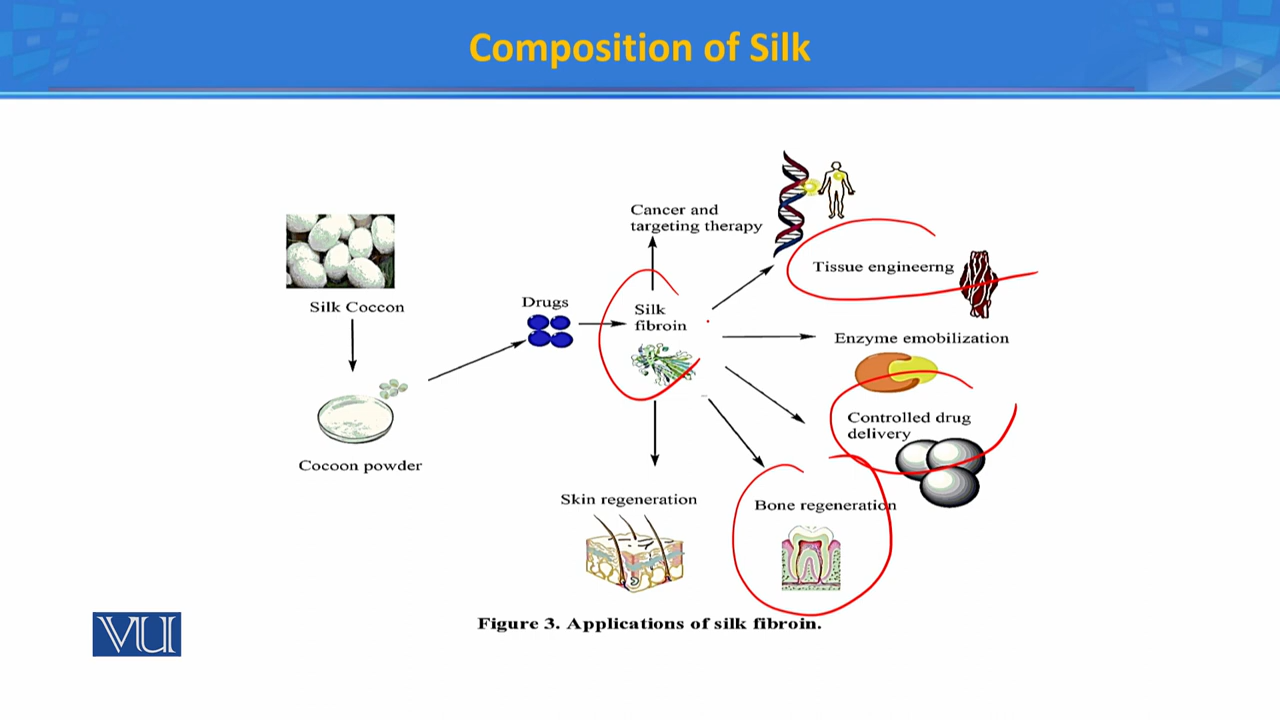 Composition of Silk
Cancer and
targeting therapy
Tissue engineerng
Silk Coccon
Drugs
Silk
fibroin
Enzyme emobilization
Controlled drug
delivery
Cocoon powder
Skin regeneration
Bone regeneration
Figure 3. Applications of silk fibroin.
VU